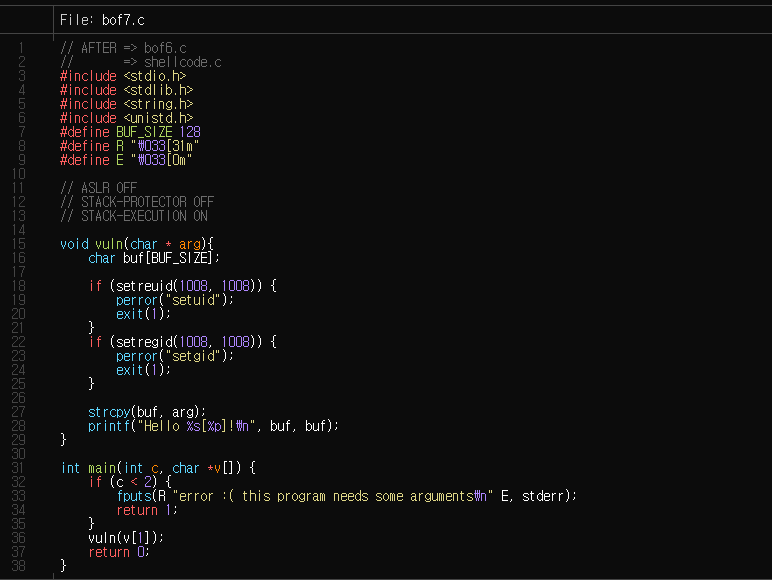 File: bof7.c
1 // AFTER => bof6.c
2 //       => shellcode.c
3 #include <stdio.h>
4 #include <stdlib.h>
5 #include <string.h>
6 #include <unistd.h>
7 #define BUF_SIZE 128
8 #define R "₩033[31m"
9 #define E "₩033[0m"
10
11 // ASLR OFF
12 // STACK-PROTECTOR OFF
13 // STACK-EXECUTION ON
14
15 void vuln(char * arg){
16     char buf[BUF_SIZE];
17
18     if (setreuid(1008, 1008)) {
19         perror("setuid");
20         exit(1);
21     }
22     if (setregid(1008, 1008)) {
23         perror("setgid");
24         exit(1);
25     }
26
27     strcpy(buf, arg);
28     printf("Hello %s[%p]!₩n", buf, buf);
29 }
30
31 int main(int c, char *v[]) {
32     if (c < 2) {
33         fputs(R "error :( this program needs some arguments₩n" E, stderr);
34         return 1;
35     }
36     vuln(v[1]);
37     return 0;
38 }